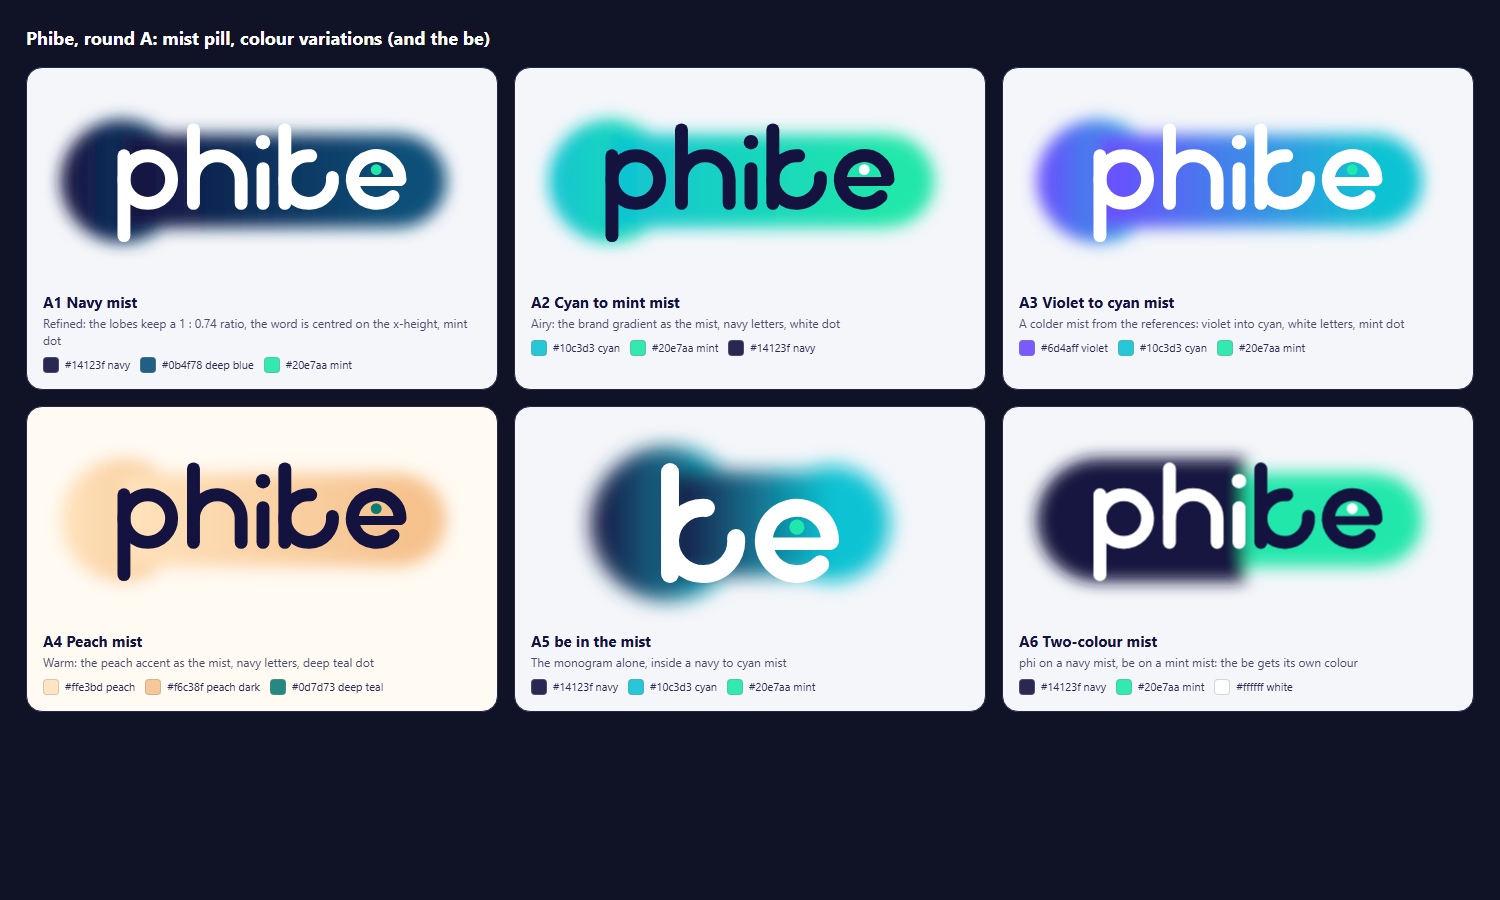 Phibe, round A: mist pill, colour variations (and the be)
phibe
phibe
phibe
A1 Navy mist
Refined: the lobes keep a 1 : 0.74 ratio, the word is centred on the x-height, mint
dot
#14123f navy #0b4f78 deep blue #20e7aa mint
A2 Cyan to mint mist
Airy: the brand gradient as the mist, navy letters, white dot
#10c3d3 cyan #20e7aa mint #14123f navy
A3 Violet to cyan mist
A colder mist from the references: violet into cyan, white letters, mint dot
#6d4aff violet #10c3d3 cyan #20e7aa mint
phibe
be
phibe
A4 Peach mist
Warm: the peach accent as the mist, navy letters, deep teal dot
#ffe3bd peach #f6c38f peach dark #0d7d73 deep teal
A5 be in the mist
The monogram alone, inside a navy to cyan mist
#14123f navy #10c3d3 cyan #20e7aa mint
A6 Two-colour mist
phi on a navy mist, be on a mint mist: the be gets its own colour
#14123f navy #20e7aa mint #ffffff white